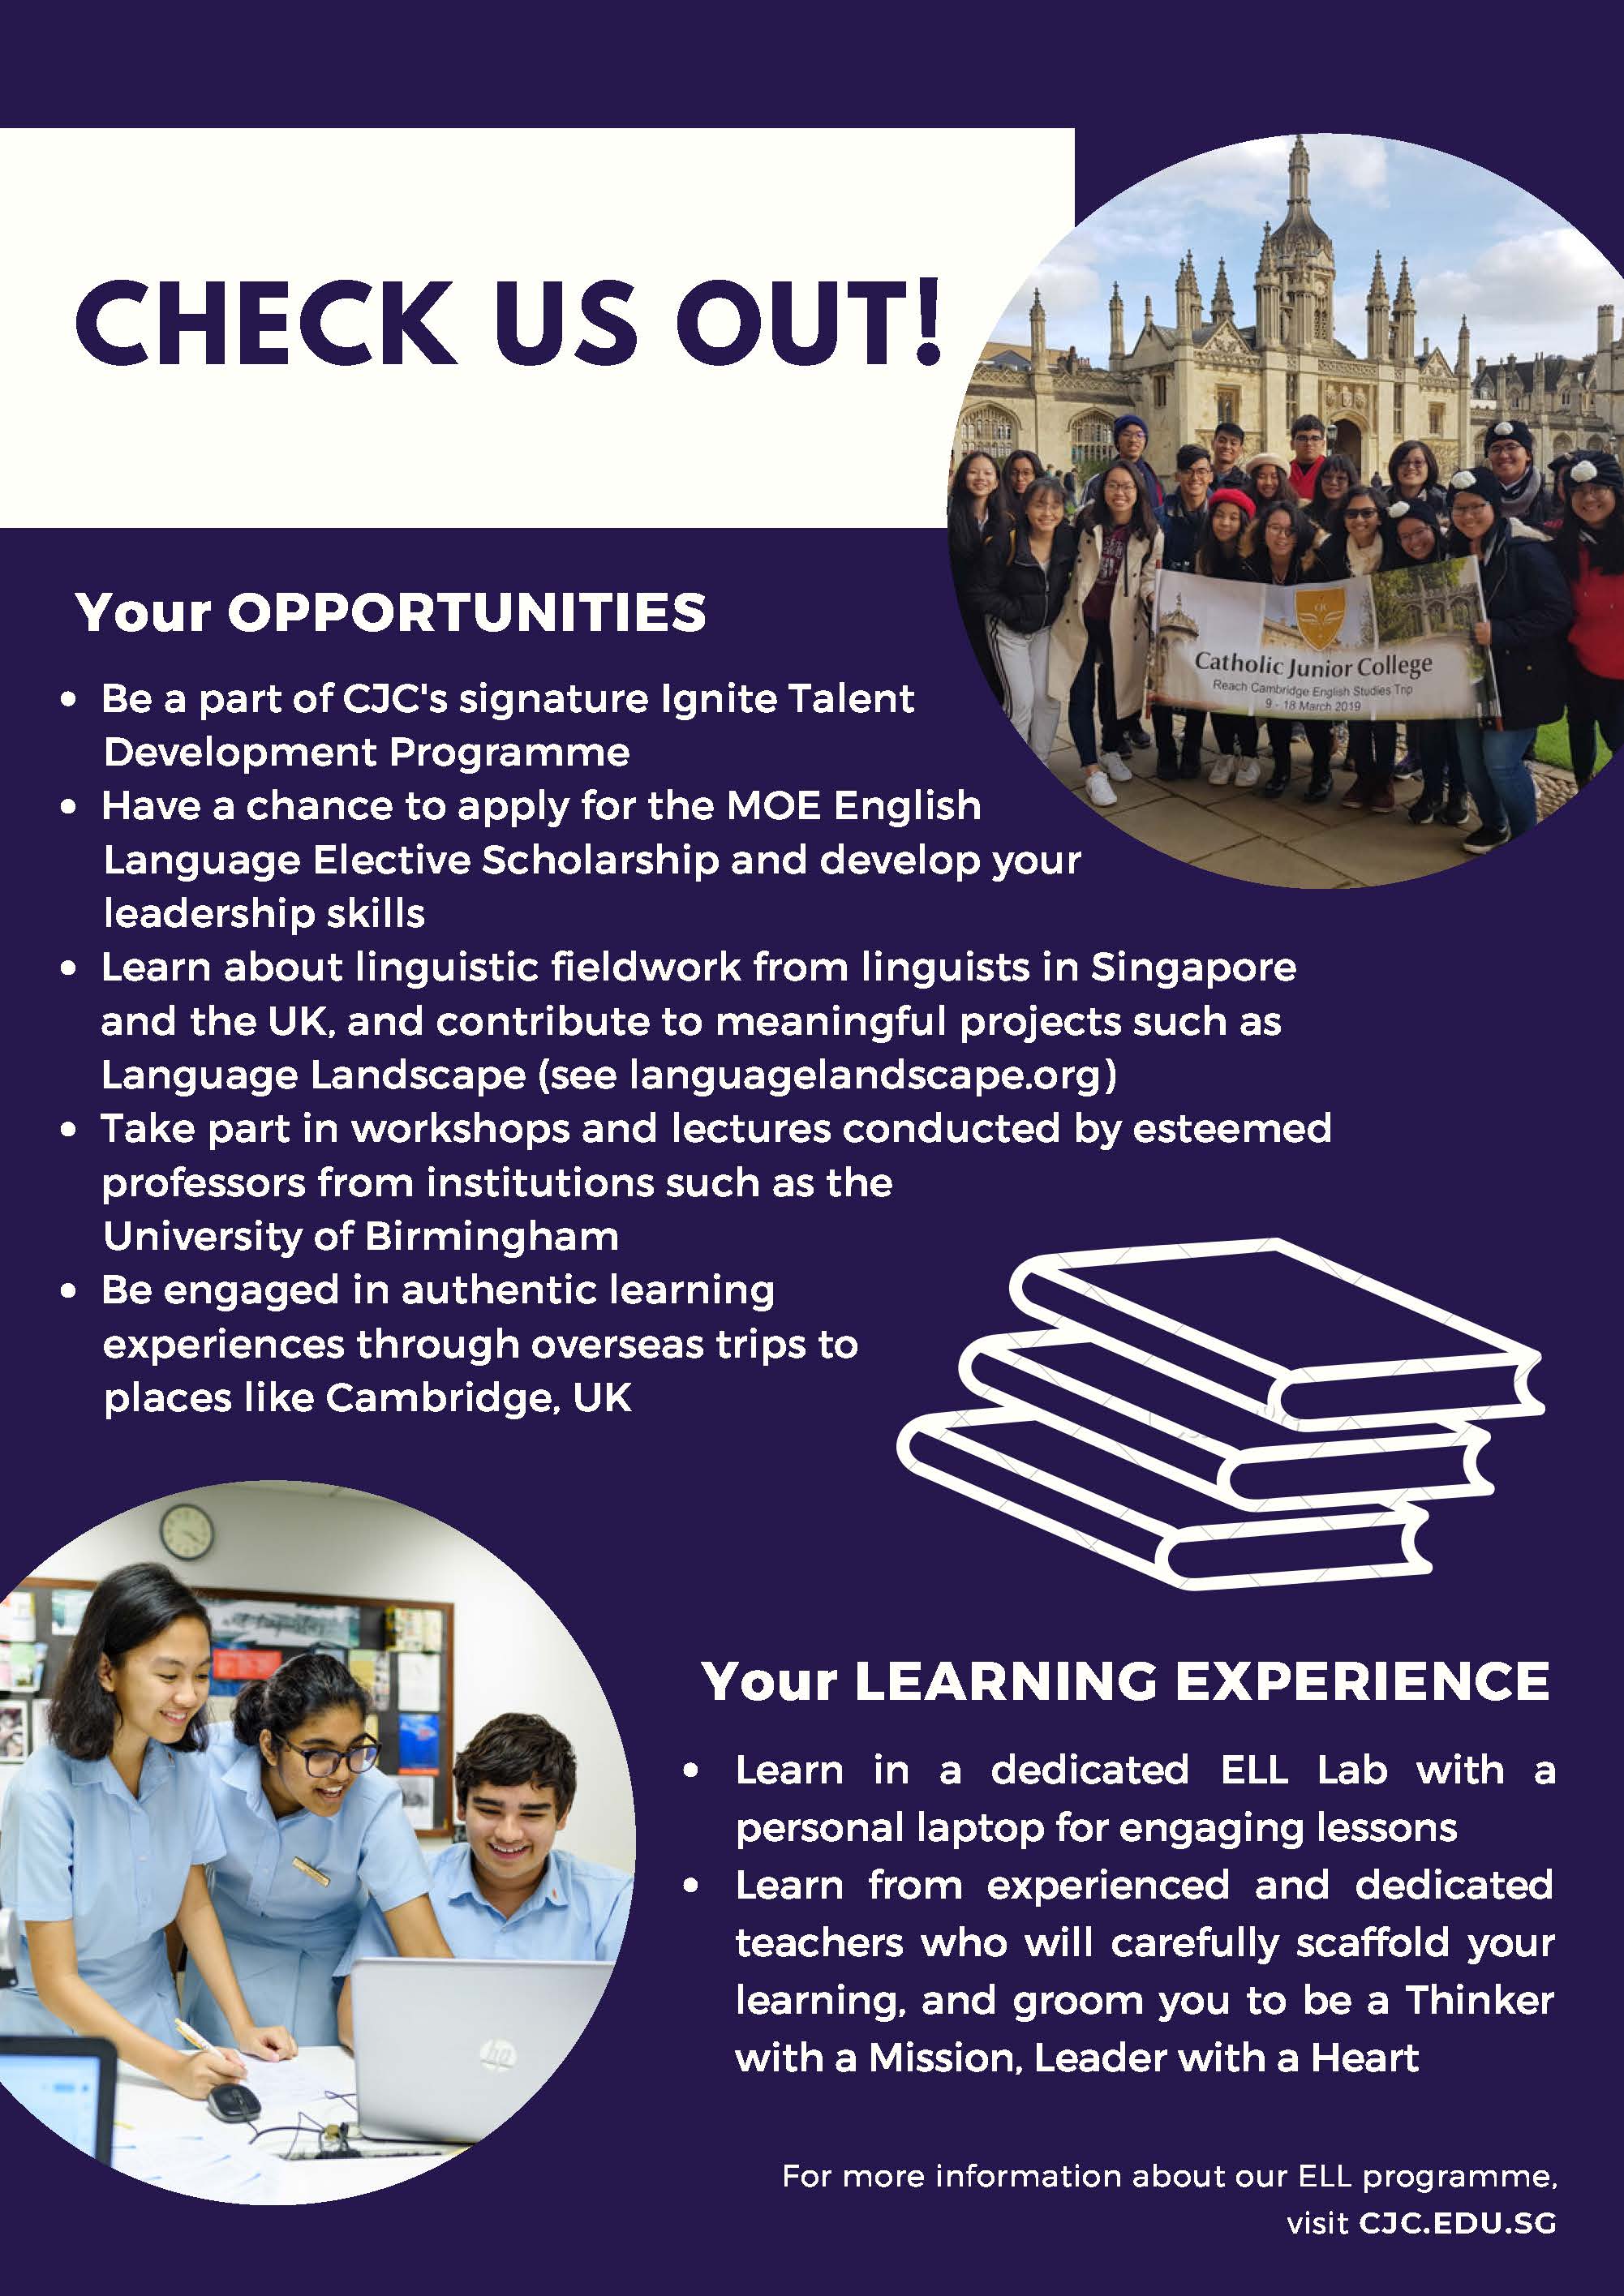 CHECK US OUT!
CJC
Catholic Junior College
Reach Cambridge English Studies Trip
9 - 18 March 2019
Your OPPORTUNITIES
• Be a part of CJC's signature Ignite Talent
Development Programme
• Have a chance to apply for the MOE English
Language Elective Scholarship and develop your
leadership skills
• Learn about linguistic fieldwork from linguists in Singapore
and the UK, and contribute to meaningful projects such as
Language Landscape (see languagelandscape.org)
• Take part in workshops and lectures conducted by esteemed
professors from institutions such as the
University of Birmingham
• Be engaged in authentic learning
experiences through overseas trips to
places like Cambridge, UK
hp
Your LEARNING EXPERIENCE
• Learn in a dedicated ELL Lab with a
personal laptop for engaging lessons
• Learn from experienced and dedicated
teachers who will carefully scaffold your
learning, and groom you to be a Thinker
with a Mission, Leader with a Heart
For more information about our ELL programme,
visit CJC.EDU.SG